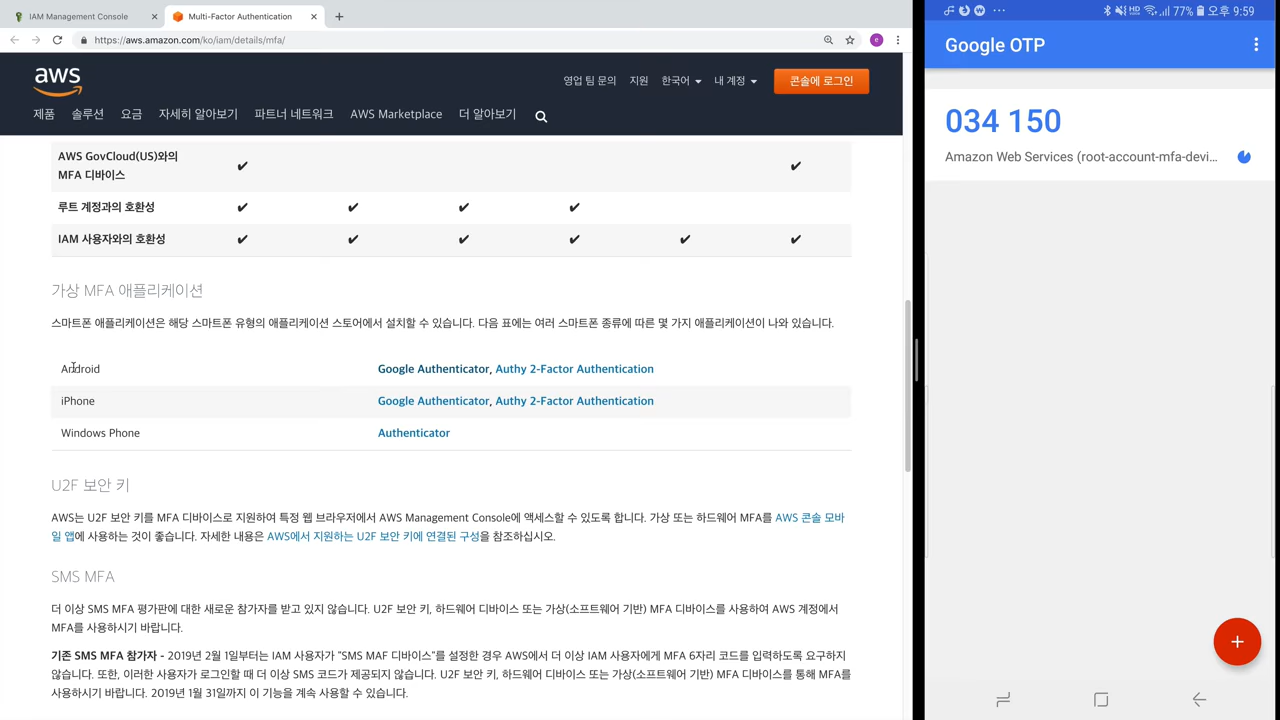 IAM Management Console
Multi-Factor Authentication
https://aws.amazon.com/ko/iam/details/mfa/
e
aws
영업 팀 문의 지원 한국어 내 계정 콘솔에 로그인
제품 솔루션 요금 자세히 알아보기 파트너 네트워크 AWS Marketplace 더 알아보기
AWS GovCloud(US)와의
MFA 디바이스
루트 계정과의 호환성
IAM 사용자와의 호환성
가상 MFA 애플리케이션
스마트폰 애플리케이션은 해당 스마트폰 유형의 애플리케이션 스토어에서 설치할 수 있습니다. 다음 표에는 여러 스마트폰 종류에 따른 몇 가지 애플리케이션이 나와 있습니다.
Android Google Authenticator, Authy 2-Factor Authentication
iPhone Google Authenticator, Authy 2-Factor Authentication
Windows Phone Authenticator
U2F 보안 키
AWS는 U2F 보안 키를 MFA 디바이스로 지원하여 특정 웹 브라우저에서 AWS Management Console에 액세스할 수 있도록 합니다. 가상 또는 하드웨어 MFA를 AWS 콘솔 모바
일 앱에 사용하는 것이 좋습니다. 자세한 내용은 AWS에서 지원하는 U2F 보안 키에 연결된 구성을 참조하십시오.
SMS MFA
더 이상 SMS MFA 평가판에 대한 새로운 참가자를 받고 있지 않습니다. U2F 보안 키, 하드웨어 디바이스 또는 가상(소프트웨어 기반) MFA 디바이스를 사용하여 AWS 계정에서
MFA를 사용하시기 바랍니다.
기존 SMS MFA 참가자 - 2019년 2월 1일부터는 IAM 사용자가 "SMS MAF 디바이스"를 설정한 경우 AWS에서 더 이상 IAM 사용자에게 MFA 6자리 코드를 입력하도록 요구하지
않습니다. 또한, 이러한 사용자가 로그인할 때 더 이상 SMS 코드가 제공되지 않습니다. U2F 보안 키, 하드웨어 디바이스 또는 가상(소프트웨어 기반) MFA 디바이스를 통해 MFA를
사용하시기 바랍니다. 2019년 1월 31일까지 이 기능을 계속 사용할 수 있습니다.
HD 77% 오후 9:59
Google OTP
034 150
Amazon Web Services (root-account-mfa-devi...